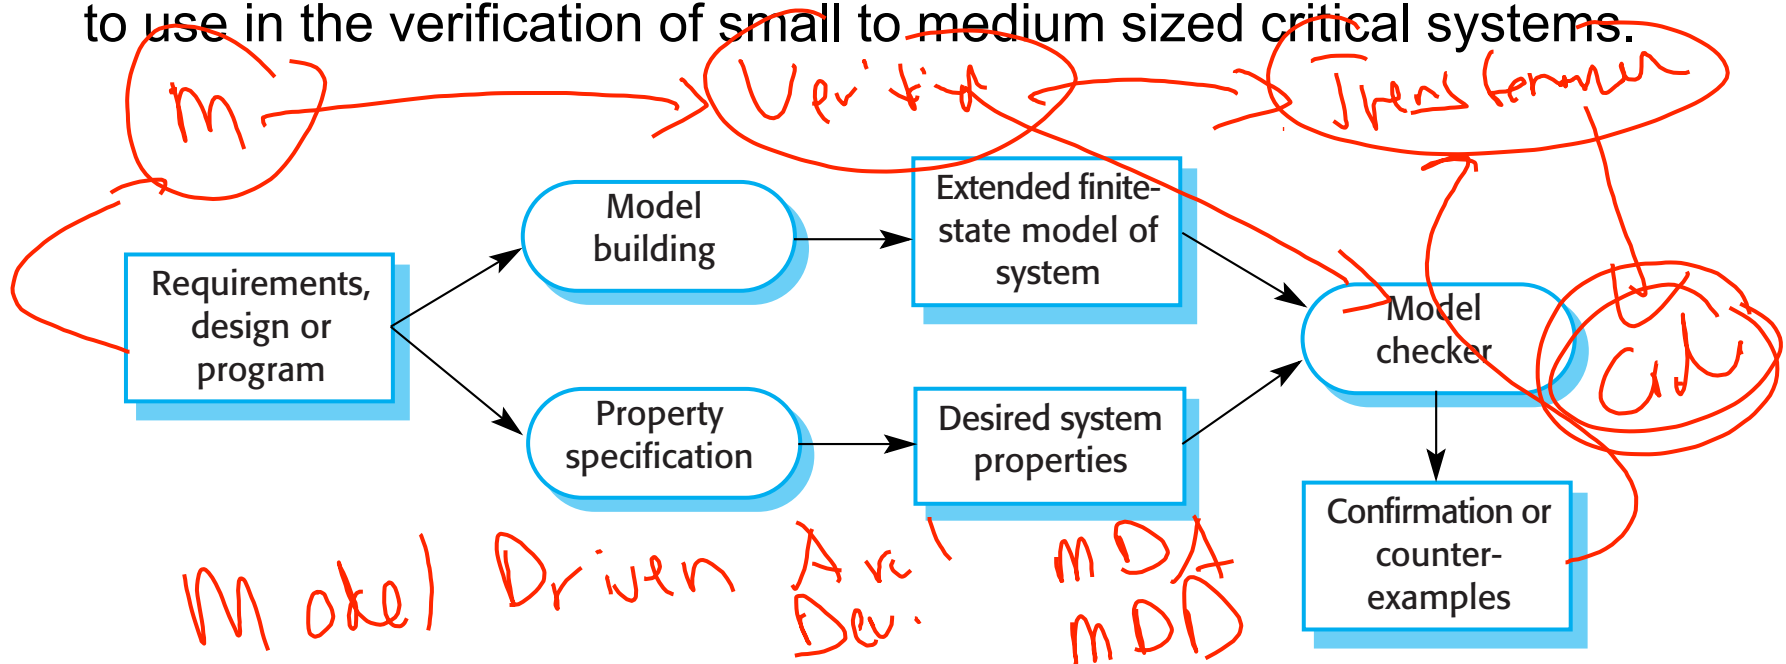 to use in the verification of small to medium sized critical systems.
M
Transformer
Model
building
Extended finite-
state model of
system
Requirements,
design or
program
Model
checker
Property
specification
Desired system
properties
Confirmation or
counter-
examples
Model Driven Arc'
Dev.
MDA
MDD